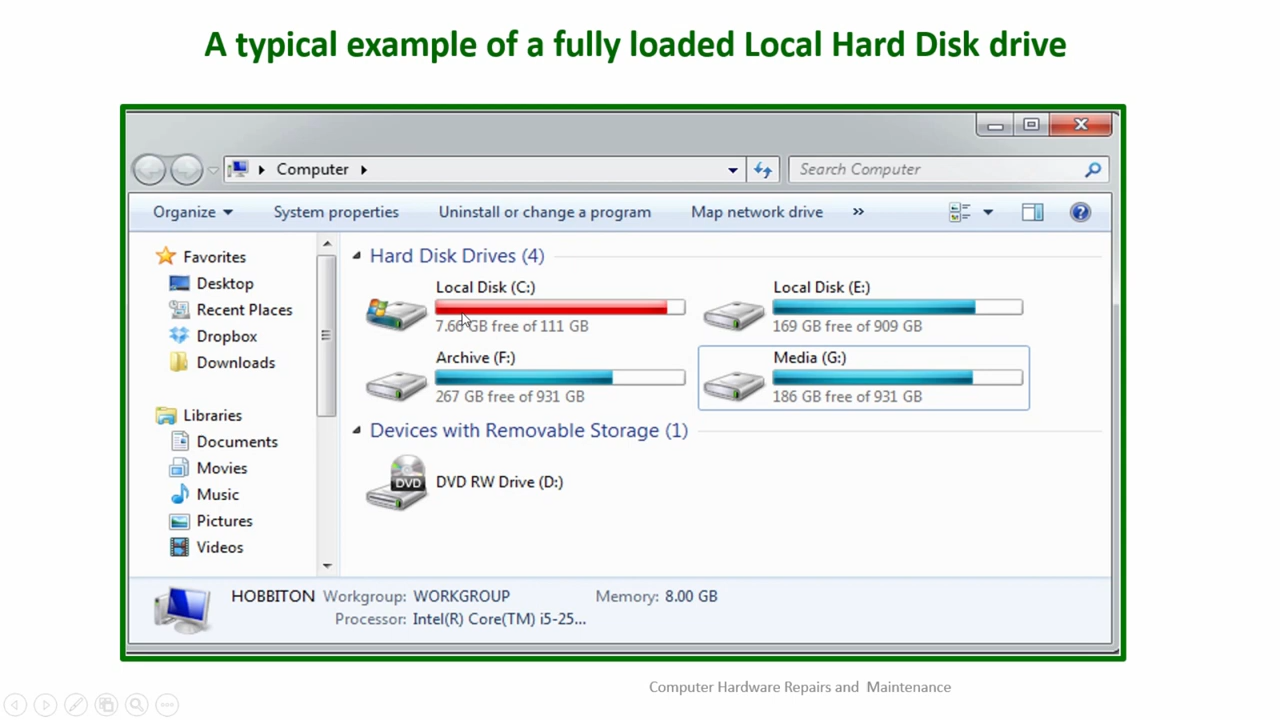 A typical example of a fully loaded Local Hard Disk drive
Computer
Search Computer
Organize System properties Uninstall or change a program Map network drive »
Favorites
Desktop
Recent Places
Dropbox
Downloads
Libraries
Documents
Movies
Music
Pictures
Videos
Hard Disk Drives (4)
Local Disk (C:)
7.66 GB free of 111 GB
Local Disk (E:)
169 GB free of 909 GB
Archive (F:)
267 GB free of 931 GB
Media (G:)
186 GB free of 931 GB
Devices with Removable Storage (1)
DVD
DVD RW Drive (D:)
HOBBITON Workgroup: WORKGROUP Memory: 8.00 GB
Processor: Intel(R) Core(TM) i5-25...
Computer Hardware Repairs and Maintenance